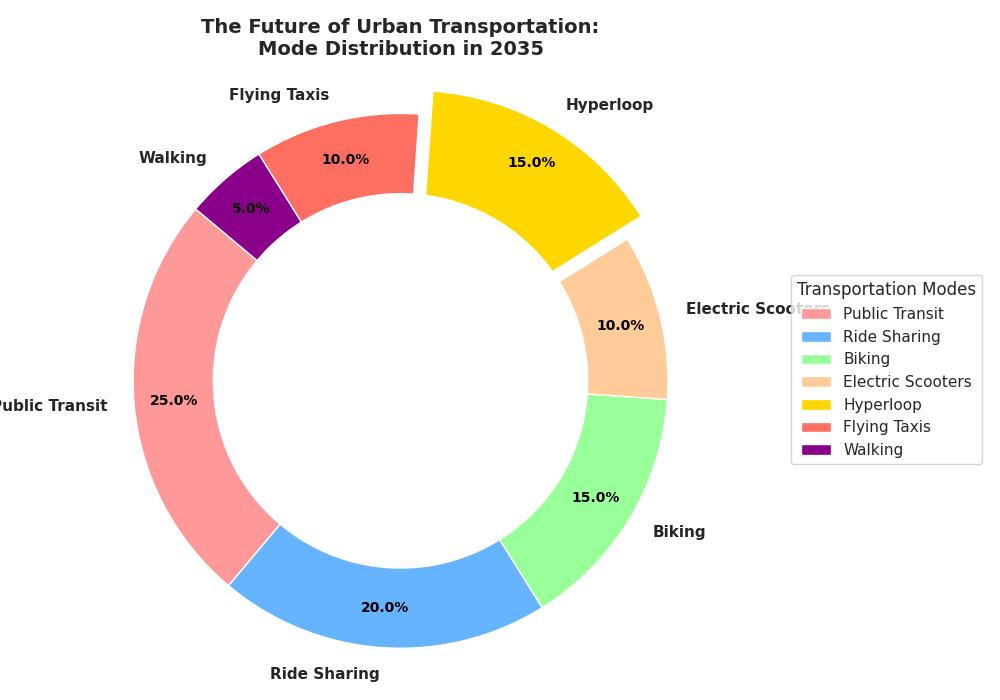 The Future of Urban Transportation:
Mode Distribution in 2035
Flying Taxis
Hyperloop
Walking
10.0%
15.0%
5.0%
Electric Scooters
10.0%
Public Transit
25.0%
15.0%
Biking
20.0%
Ride Sharing
Transportation Modes
Public Transit
Ride Sharing
Biking
Electric Scooters
Hyperloop
Flying Taxis
Walking